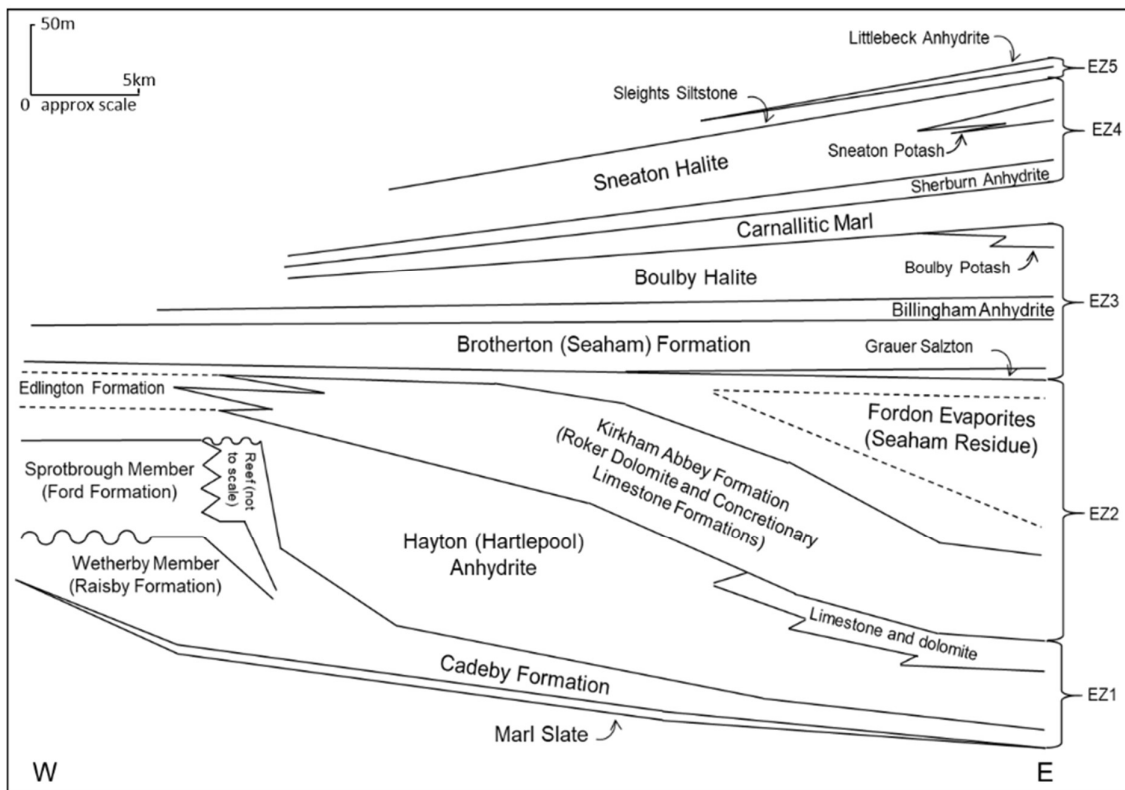 50m
5km
0 approx scale
Littlebeck Anhydrite
EZ5
Sleights Siltstone
EZ4
Sneaton Potash
Sneaton Halite
Sherburn Anhydrite
Carnallitic Marl
Boulby Halite
Boulby Potash
EZ3
Billingham Anhydrite
Brotherton (Seaham) Formation
Grauer Salzton
Edlington Formation
Fordon Evaporites
(Seaham Residue)
Kirkham Abbey Formation
(Roker Dolomite and Concretionary
Limestone Formations)
Sprotbrough Member
(Ford Formation)
Reef (not
to scale)
EZ2
Hayton (Hartlepool)
Anhydrite
Wetherby Member
(Raisby Formation)
Limestone and dolomite
Cadeby Formation
EZ1
Marl Slate
W
E